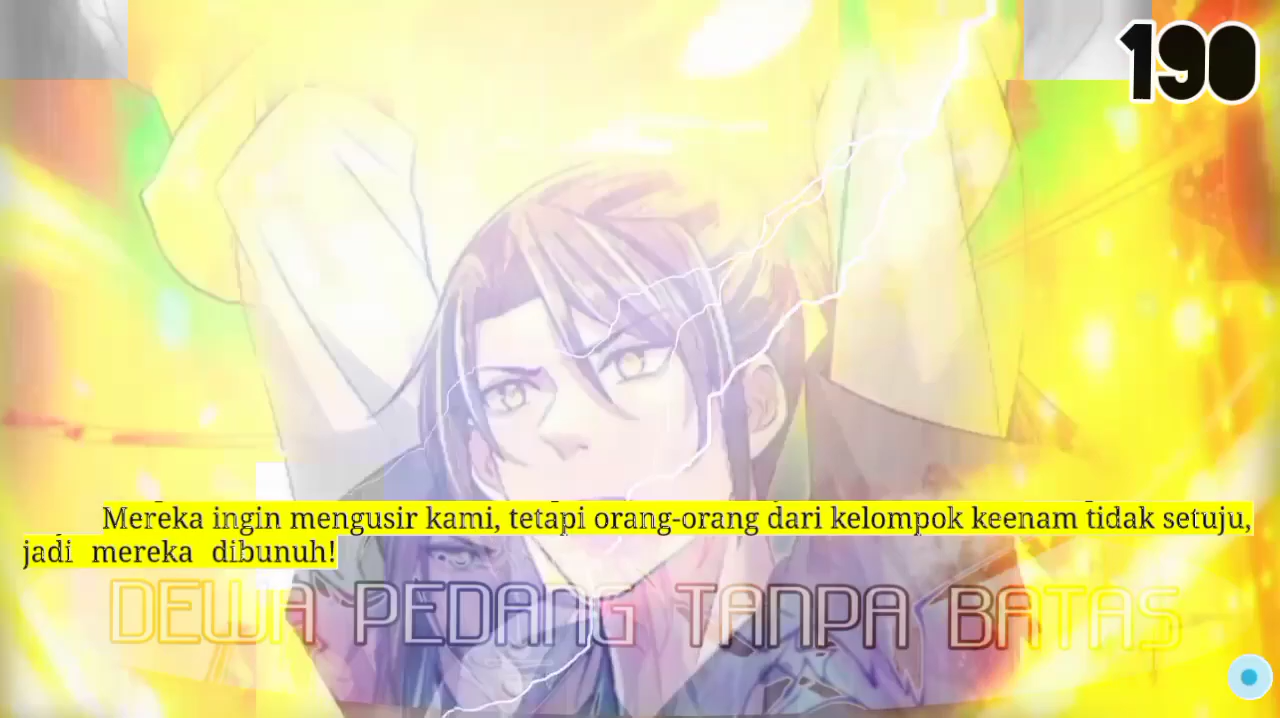 190
Mereka ingin mengusir kami, tetapi orang-orang dari kelompok keenam tidak setuju,
jadi mereka dibunuh!
DEWA PEDANG TANPA BATAS